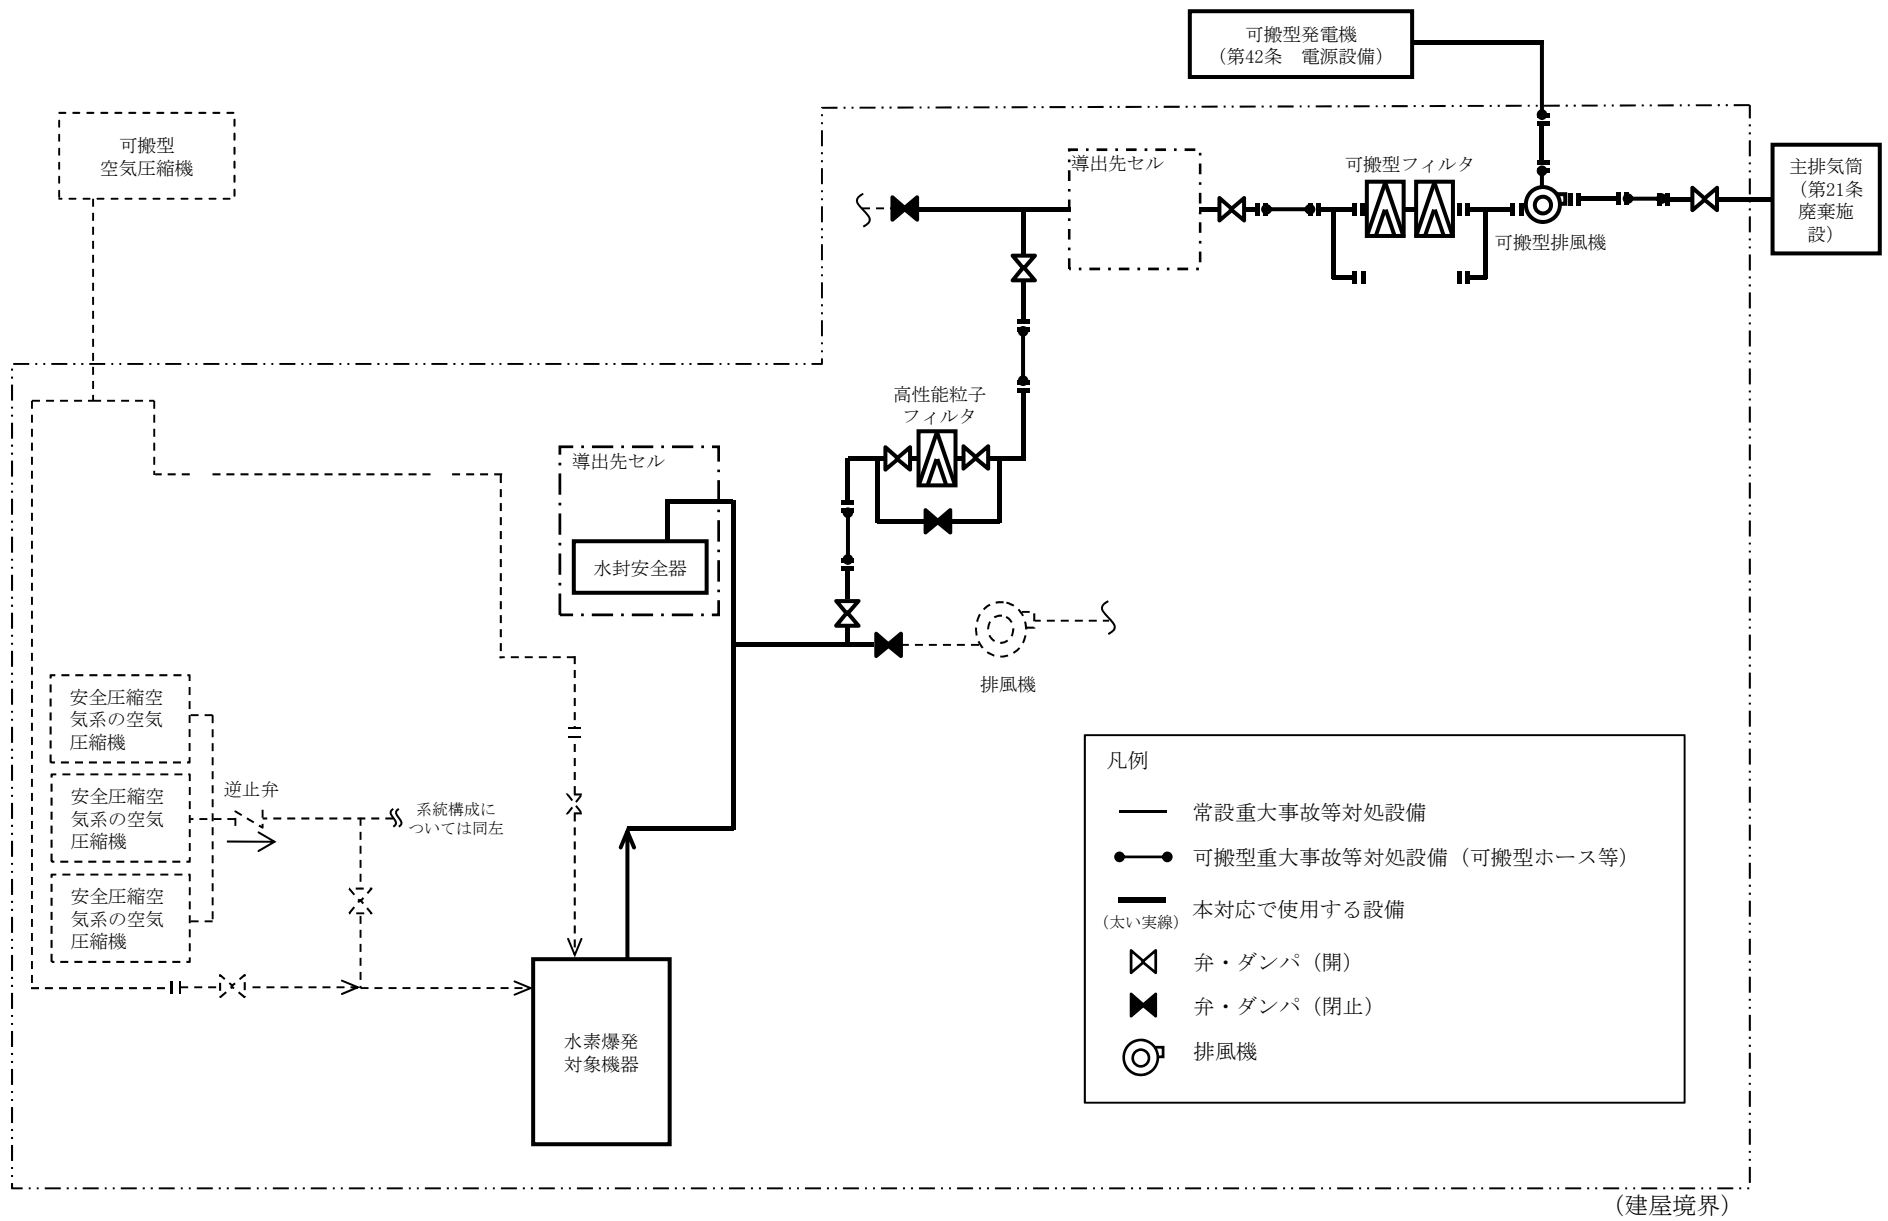 可搬型発電機
（第42条　電源設備）
可搬型
空気圧縮機
導出先セル
可搬型フィルタ
可搬型排風機
主排気筒
（第21条
廃棄施
設）
高性能粒子
フィルタ
導出先セル
水封安全器
排風機
安全圧縮空
気系の空気
圧縮機
安全圧縮空
気系の空気
圧縮機
安全圧縮空
気系の空気
圧縮機
逆止弁
系統構成に
ついては同左
水素爆発
対象機器
凡例
常設重大事故等対処設備
可搬型重大事故等対処設備（可搬型ホース等）
本対応で使用する設備
（太い実線）
弁・ダンパ（開）
弁・ダンパ（閉止）
排風機
（建屋境界）